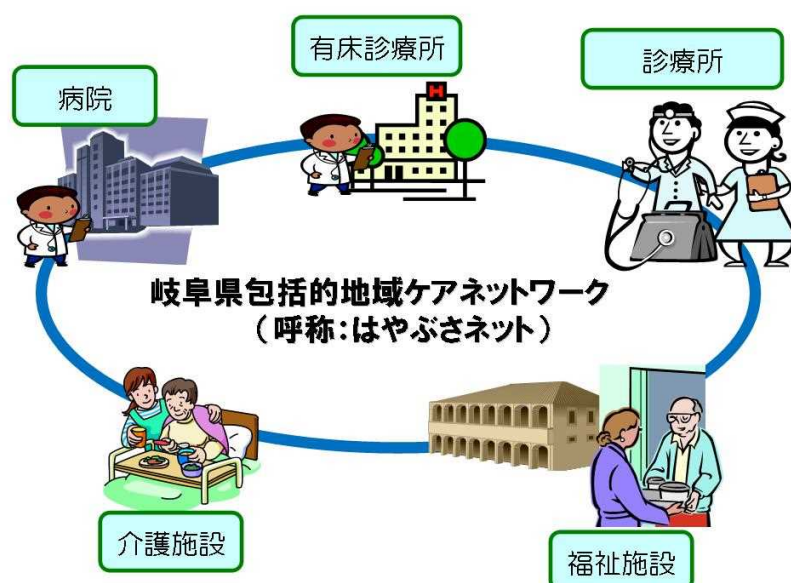 有床診療所
病院
診療所
H
岐阜県包括的地域ケアネットワーク
(呼称:はやぶさネット)
介護施設
福祉施設